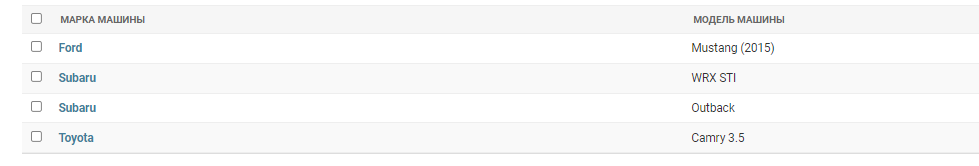 МАРКА МАШИНЫ МОДЕЛЬ МАШИНЫ
Ford Mustang (2015)
Subaru WRX STI
Subaru Outback
Toyota Camry 3.5